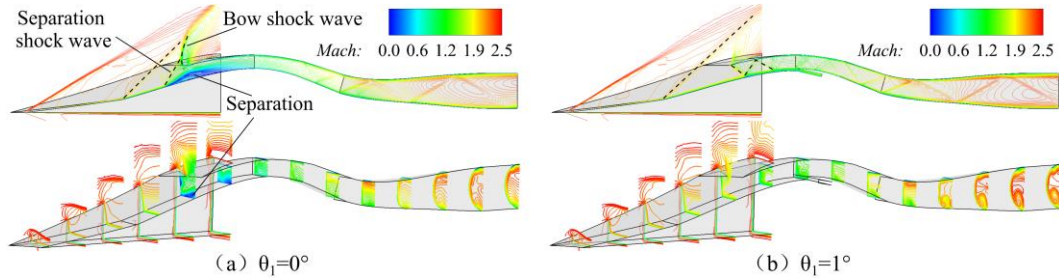 Separation
shock wave
Bow shock wave
Mach:
0.0 0.6 1.2 1.9 2.5
Separation
Mach:
0.0 0.6 1.2 1.9 2.5
（a）θ₁=0°
（b）θ₁=1°